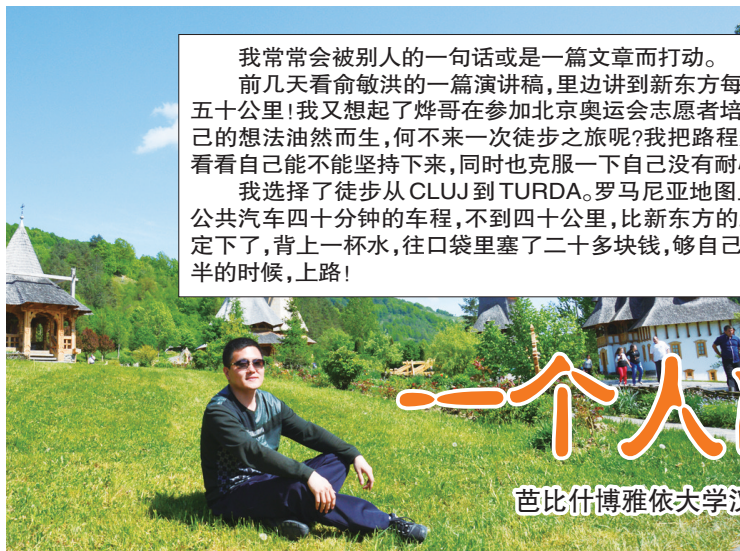 我常常会被别人的一句话或是一篇文章而打动。
前几天看俞敏洪的一篇演讲稿,里边讲到新东方每
五十公里!我又想起了烨哥在参加北京奥运会志愿者培
己的想法油然而生,何不来一次徒步之旅呢?我把路程
看看自己能不能坚持下来,同时也克服一下自己没有耐
我选择了徒步从CLUJ到TURDA。罗马尼亚地图
公共汽车四十分钟的车程,不到四十公里,比新东方的
定下了,背上一杯水,往口袋里塞了二十多块钱,够自己
半的时候,上路!
一个人
芭比什博雅依大学汉